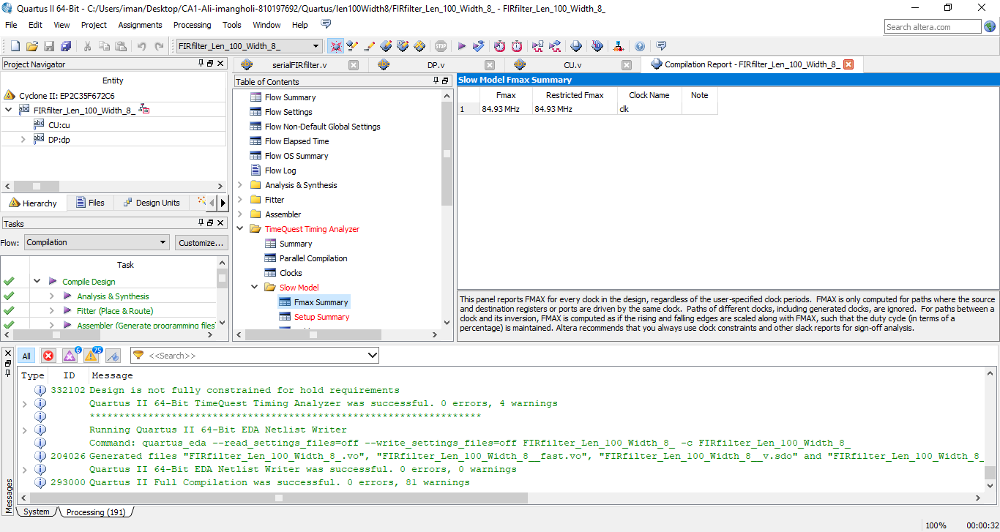 Quartus II 64-Bit - C:/Users/iman/Desktop/CA1-Ali-imangholi-810197692/Quartus/len100Width8/FIRfilter_Len_100_Width_8_ - FIRfilter_Len_100_Width_8_
File Edit View Project Assignments Processing Tools Window Help
Search altera.com
FIRfilter_Len_100_Width_8_
STOP
Project Navigator
Entity
Cyclone II: EP2C35F672C6
abd FIRfilter_Len_100_Width_8_
abd CU:cu
abd DP:dp
Hierarchy Files Design Units
Tasks
Flow: Compilation Customize...
Task
Compile Design
Analysis & Synthesis
Fitter (Place & Route)
Assembler (Generate programming files
serialFIRfilter.v DP.v CU.v Compilation Report - FIRfilter_Len_100_Width_8_
Table of Contents
Flow Summary
Flow Settings
Flow Non-Default Global Settings
Flow Elapsed Time
Flow OS Summary
Flow Log
Analysis & Synthesis
Fitter
Assembler
TimeQuest Timing Analyzer
Summary
Parallel Compilation
Clocks
Slow Model
Fmax Summary
Setup Summary
Slow Model Fmax Summary
Fmax Restricted Fmax Clock Name Note
1 84.93 MHz 84.93 MHz clk
This panel reports FMAX for every clock in the design, regardless of the user-specified clock periods. FMAX is only computed for paths where the source
and destination registers or ports are driven by the same clock. Paths of different clocks, including generated clocks, are ignored. For paths between a
clock and its inversion, FMAX is computed as if the rising and falling edges are scaled along with FMAX, such that the duty cycle (in terms of a
percentage) is maintained. Altera recommends that you always use clock constraints and other slack reports for sign-off analysis.
All 6 75 <<Search>>
Type ID Message
332102 Design is not fully constrained for hold requirements
Quartus II 64-Bit TimeQuest Timing Analyzer was successful. 0 errors, 4 warnings
*******************************************************************
Running Quartus II 64-Bit EDA Netlist Writer
Command: quartus_eda --read_settings_files=off --write_settings_files=off FIRfilter_Len_100_Width_8_ -c FIRfilter_Len_100_Width_8_
204026 Generated files "FIRfilter_Len_100_Width_8_.vo", "FIRfilter_Len_100_Width_8__fast.vo", "FIRfilter_Len_100_Width_8__v.sdo" and "FIRfilter_Len_100_Width_8_
Quartus II 64-Bit EDA Netlist Writer was successful. 0 errors, 0 warnings
293000 Quartus II Full Compilation was successful. 0 errors, 81 warnings
Messages
System Processing (191)
100% 00:00:32